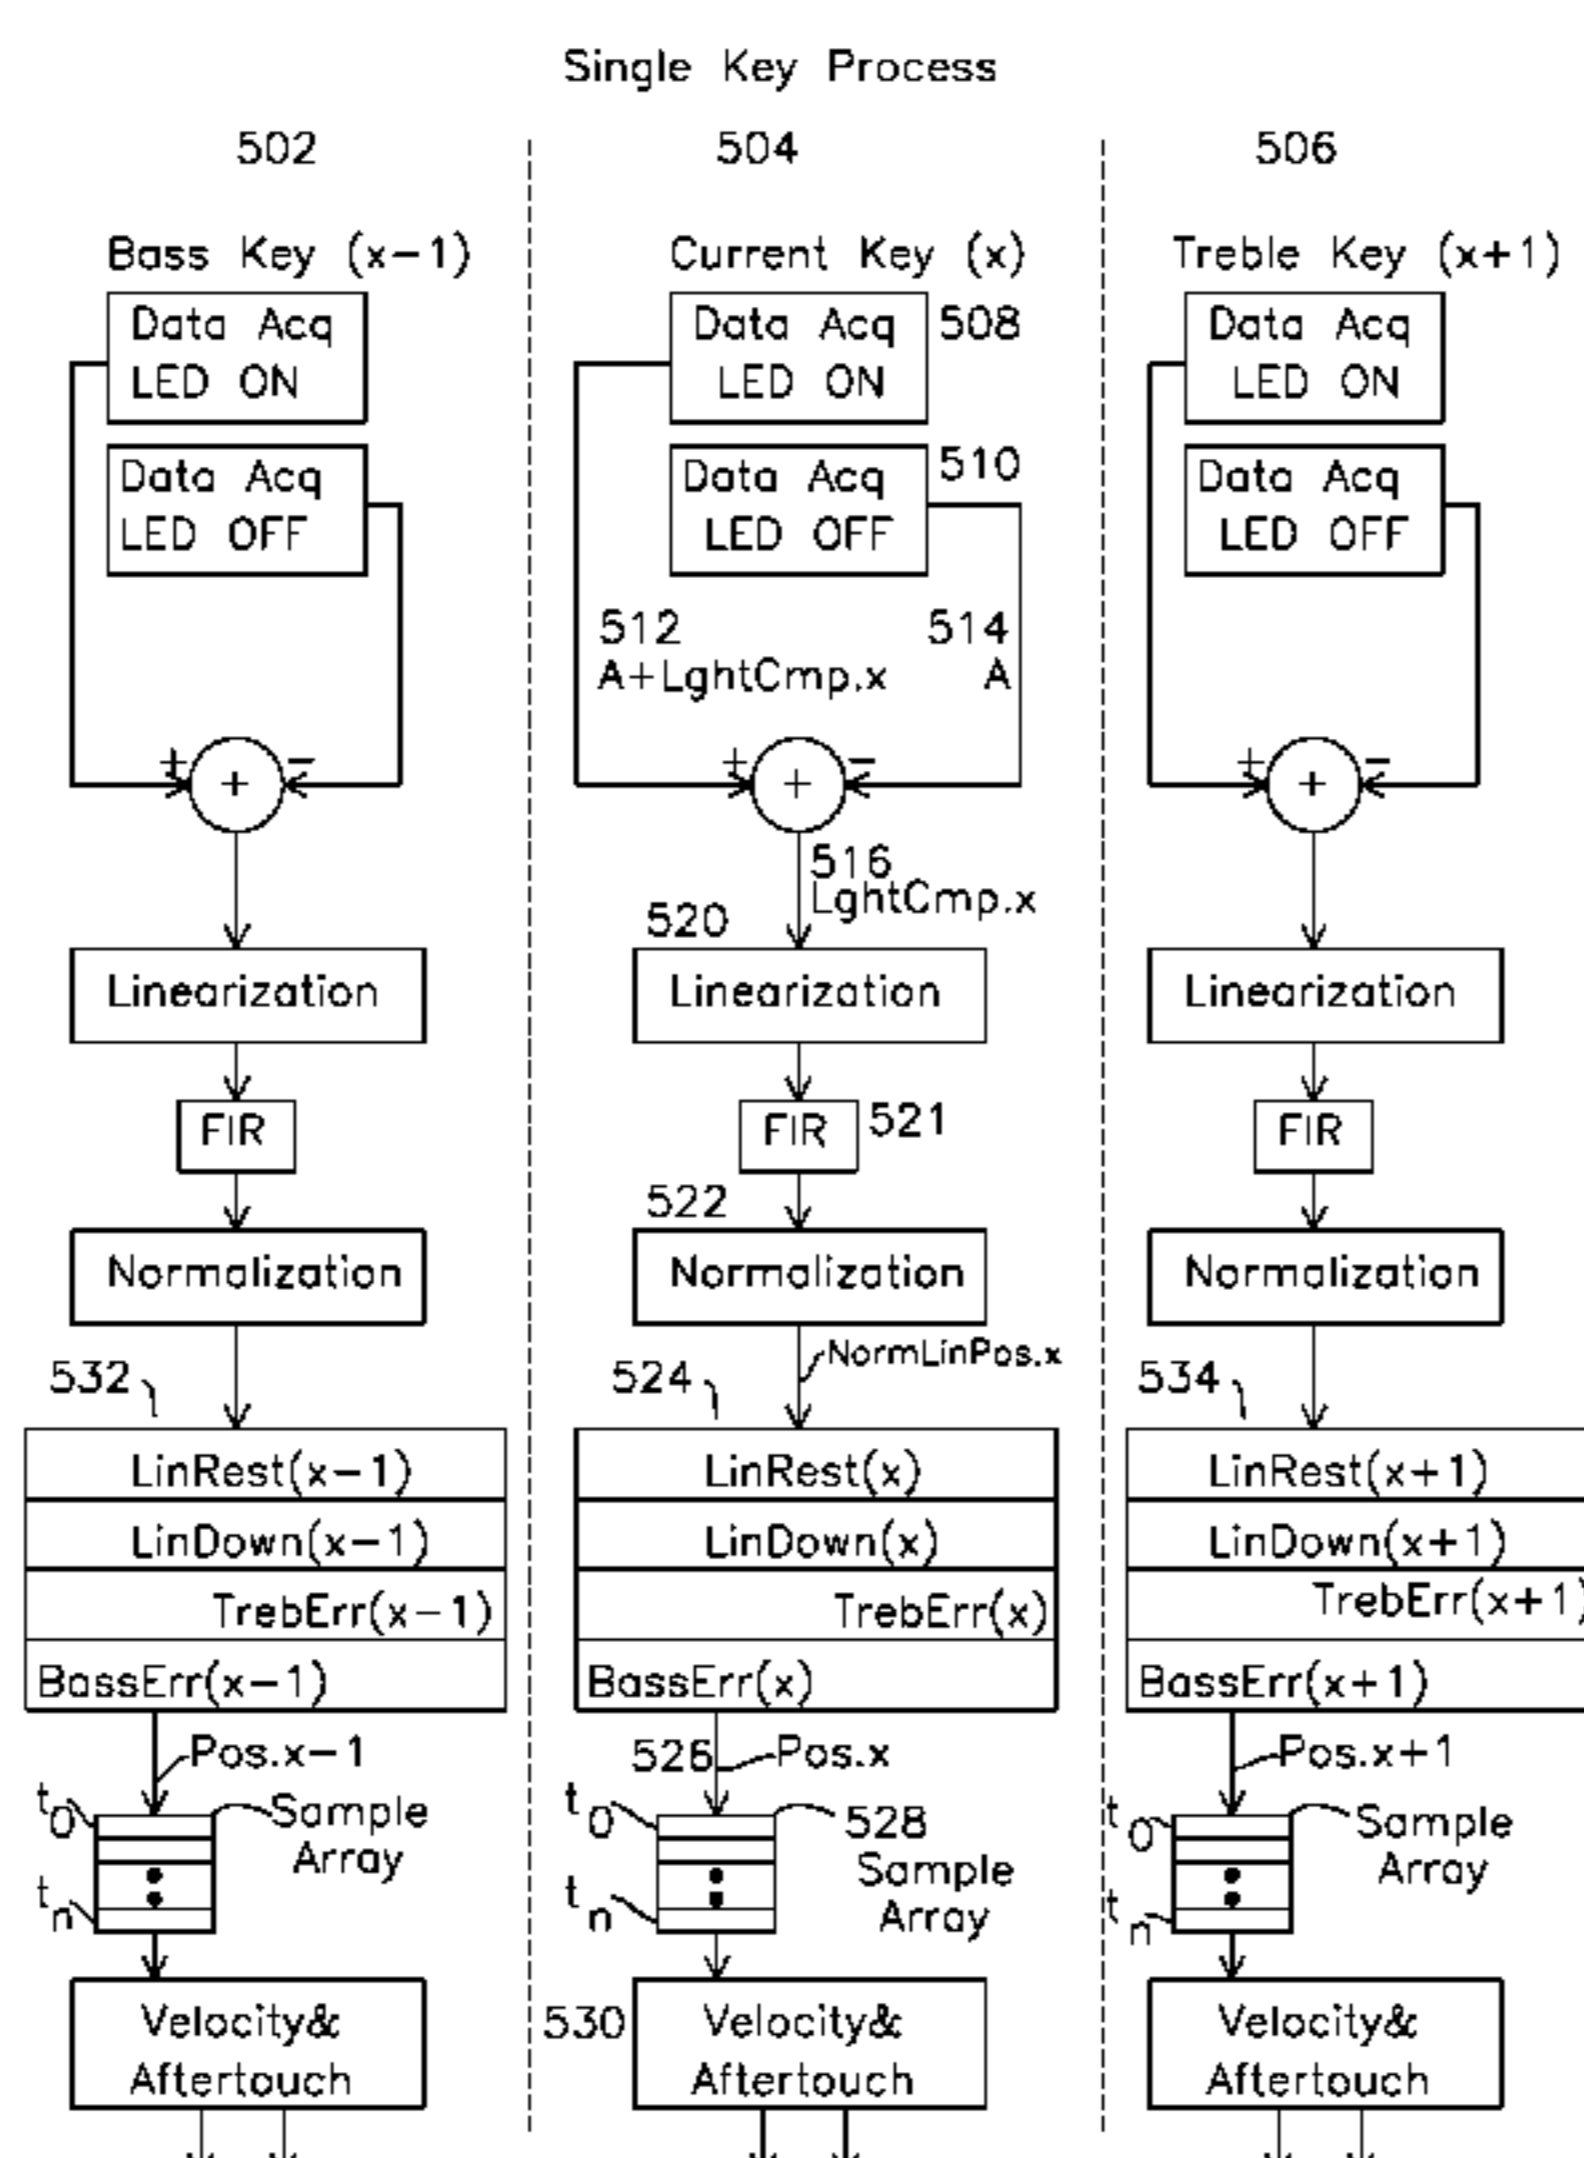 Single Key Process
502
Bass Key (x-1)
Data Acq
LED ON
Data Acq
LED OFF
+
-
+
Linearization
FIR
Normalization
532
LinRest(x-1)
LinDown(x-1)
TrebErr(x-1)
BassErr(x-1)
Pos.x-1
t0
Sample
Array
tn
Velocity&
Aftertouch
504
Current Key (x)
Data Acq
LED ON
508
Data Acq
LED OFF
510
512
A+LghtCmp.x
514
A
+
-
+
516
LghtCmp.x
520
Linearization
FIR
521
522
Normalization
NormLinPos.x
524
LinRest(x)
LinDown(x)
TrebErr(x)
BassErr(x)
526
Pos.x
t0
528
Sample
Array
tn
530
Velocity&
Aftertouch
506
Treble Key (x+1)
Data Acq
LED ON
Data Acq
LED OFF
+
-
+
Linearization
FIR
Normalization
534
LinRest(x+1)
LinDown(x+1)
TrebErr(x+1)
BassErr(x+1)
Pos.x+1
t0
Sample
Array
tn
Velocity&
Aftertouch